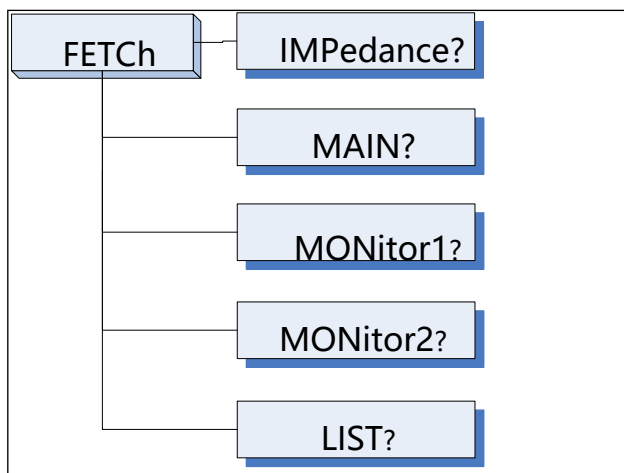 FETCh
IMPedance?
MAIN?
MONitor1?
MONitor2?
LIST?